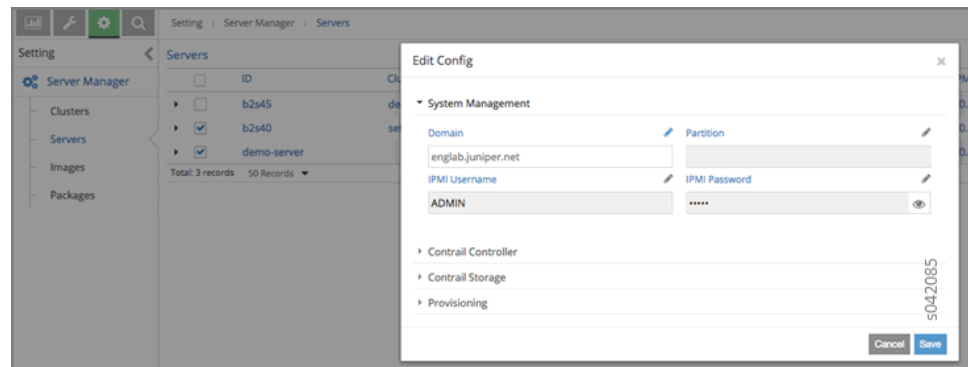 Setting > Server Manager > Servers
Setting
Servers
Server Manager
ID
b2s45
Clusters
b2s40
Servers
demo-server
Images
Total: 3 records 50 Records
Packages
Edit Config
×
System Management
Domain
Partition
englab.juniper.net
IPMI Username
IPMI Password
ADMIN
•••••
Contrail Controller
Contrail Storage
Provisioning
s042085
Cancel Save